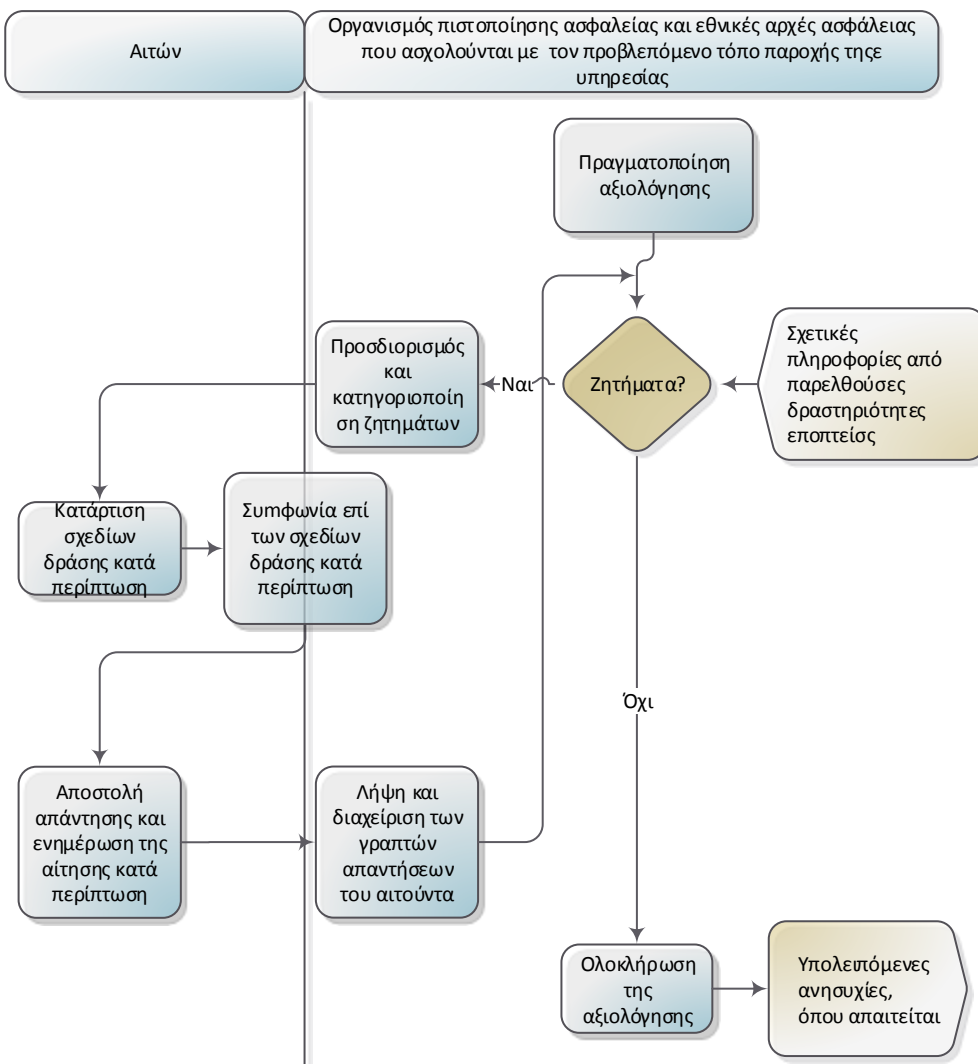 Αιτών
Οργανισμός πιστοποίησης ασφαλείας και εθνικές αρχές ασφάλειας
που ασχολούνται με τον προβλεπόμενο τόπο παροχής τηςε
υπηρεσίας
Πραγματοποίηση
αξιολόγησης
Προσδιορισμός
και
κατηγοριοποίη
ση ζητημάτων
Ναι
Ζητήματα?
Σχετικές
πληροφορίες από
παρελθούσες
δραστηριότητες
εποπτείςς
Κατάρτιση
σχεδίων
δράσης κατά
περίπτωση
Συmφωνία επί
των σχεδίων
δράσης κατά
περίπτωση
Όχι
Αποστολή
απάντησης και
ενημέρωση της
αίτησης κατά
περίπτωση
Λήψη και
διαχείριση των
γραπτών
απαντήσεων
του αιτούντα
Ολοκλήρωση
της
αξιολόγησης
Υπολειπόμενες
ανησυχίες,
όπου απαιτείται